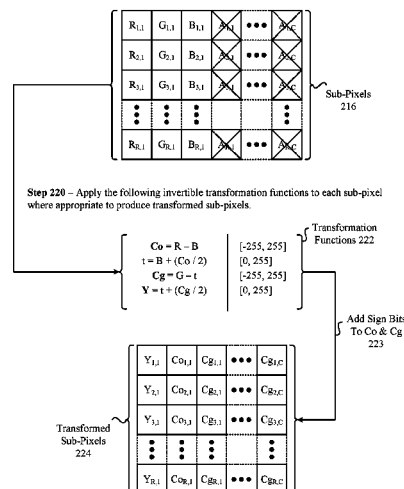 R1,1 G1,1 B1,1 A1,1 ••• A1,C
R2,1 G2,1 B2,1 A2,1 ••• A2,C
R3,1 G3,1 B3,1 A3,1 ••• A3,C
Sub-Pixels
216
RR,1 GR,1 BR,1 AR,1 ••• AR,C
Step 220 – Apply the following invertible transformation functions to each sub-pixel
where appropriate to produce transformed sub-pixels.
Transformation
Functions 222
Co = R – B [-255, 255]
t = B + (Co / 2) [0, 255]
Cg = G – t [-255, 255]
Y = t + (Cg / 2) [0, 255]
Add Sign Bits
To Co & Cg
223
Y1,1 Co1,1 Cg1,1 ••• Cg1,C
Y2,1 Co2,1 Cg2,1 ••• Cg2,C
Y3,1 Co3,1 Cg3,1 ••• Cg3,C
Transformed
Sub-Pixels
224
YR,1 CoR,1 CgR,1 ••• CgR,C